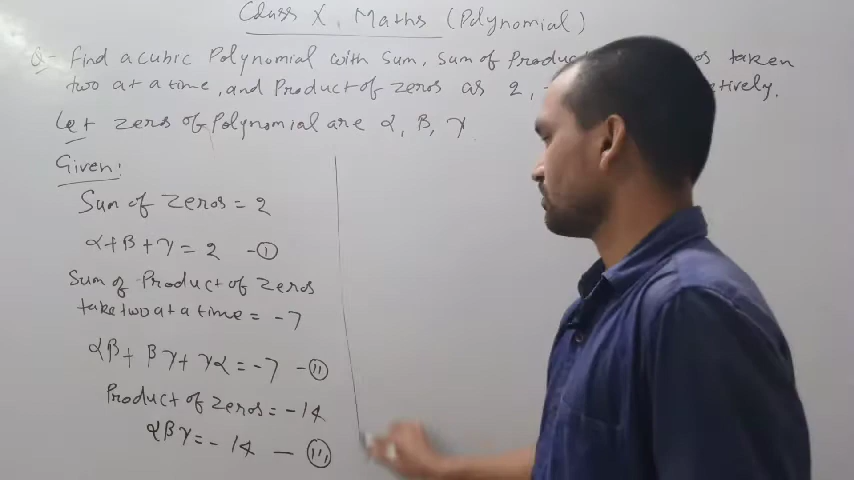 Class X, Maths (Polynomial)
Q- Find a cubic Polynomial with Sum, Sum of Produc os taken
two at a time, and Product of zeros as 2, - ctively.
Let zeros of Polynomial are α, β, γ
Given:
Sum of zeros = 2
α+β+γ = 2 - (I)
Sum of Product of zeros
take two at a time = -7
αβ + βγ + γα = -7 - (II)
Product of zeros = -14
αβγ = -14 - (III)